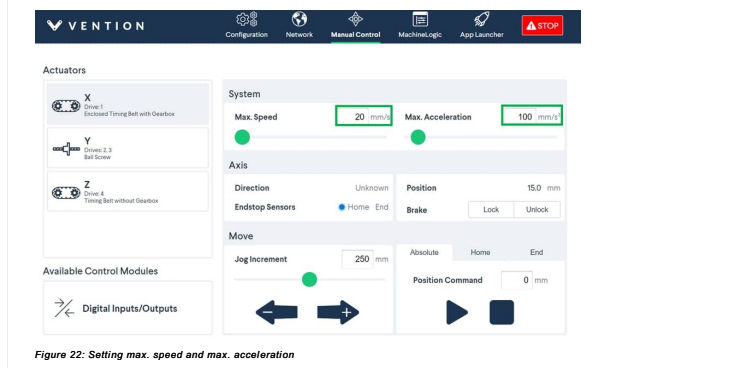 VENTION
Configuration Network Manual Control MachineLogic App Launcher STOP
Actuators
X
Drive: 1
Enclosed Timing Belt with Gearbox
Y
Drives: 2, 3
Ball Screw
Z
Drive: 4
Timing Belt without Gearbox
Available Control Modules
Digital Inputs/Outputs
System
Max. Speed 20 mm/s Max. Acceleration 100 mm/s²
Axis
Direction Unknown Position 15.0 mm
Endstop Sensors Home End Brake Lock Unlock
Move
Jog Increment 250 mm
Absolute Home End
Position Command 0 mm
Figure 22: Setting max. speed and max. acceleration